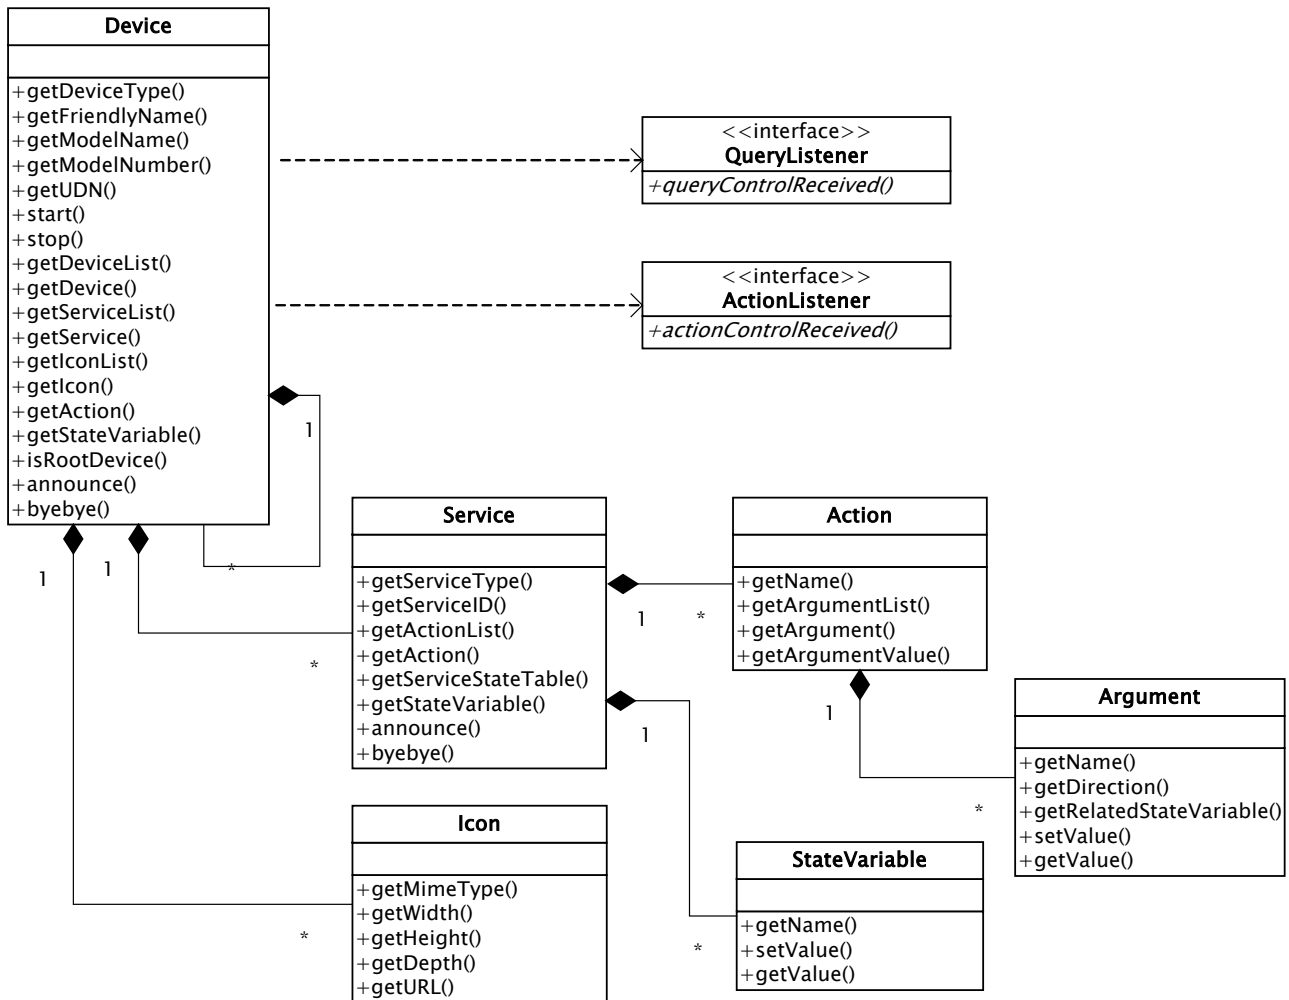 Device
+getDeviceType()
+getFriendlyName()
+getModelName()
+getModelNumber()
+getUDN()
+start()
+stop()
+getDeviceList()
+getDevice()
+getServiceList()
+getService()
+getIconList()
+getIcon()
+getAction()
+getStateVariable()
+isRootDevice()
+announce()
+byebye()
<<interface>>
QueryListener
+queryControlReceived()
<<interface>>
ActionListener
+actionControlReceived()
1
*
1
1
*
*
Service
+getServiceType()
+getServiceID()
+getActionList()
+getAction()
+getServiceStateTable()
+getStateVariable()
+announce()
+byebye()
1
*
1
*
Action
+getName()
+getArgumentList()
+getArgument()
+getArgumentValue()
1
*
Argument
+getName()
+getDirection()
+getRelatedStateVariable()
+setValue()
+getValue()
Icon
+getMimeType()
+getWidth()
+getHeight()
+getDepth()
+getURL()
StateVariable
+getName()
+setValue()
+getValue()